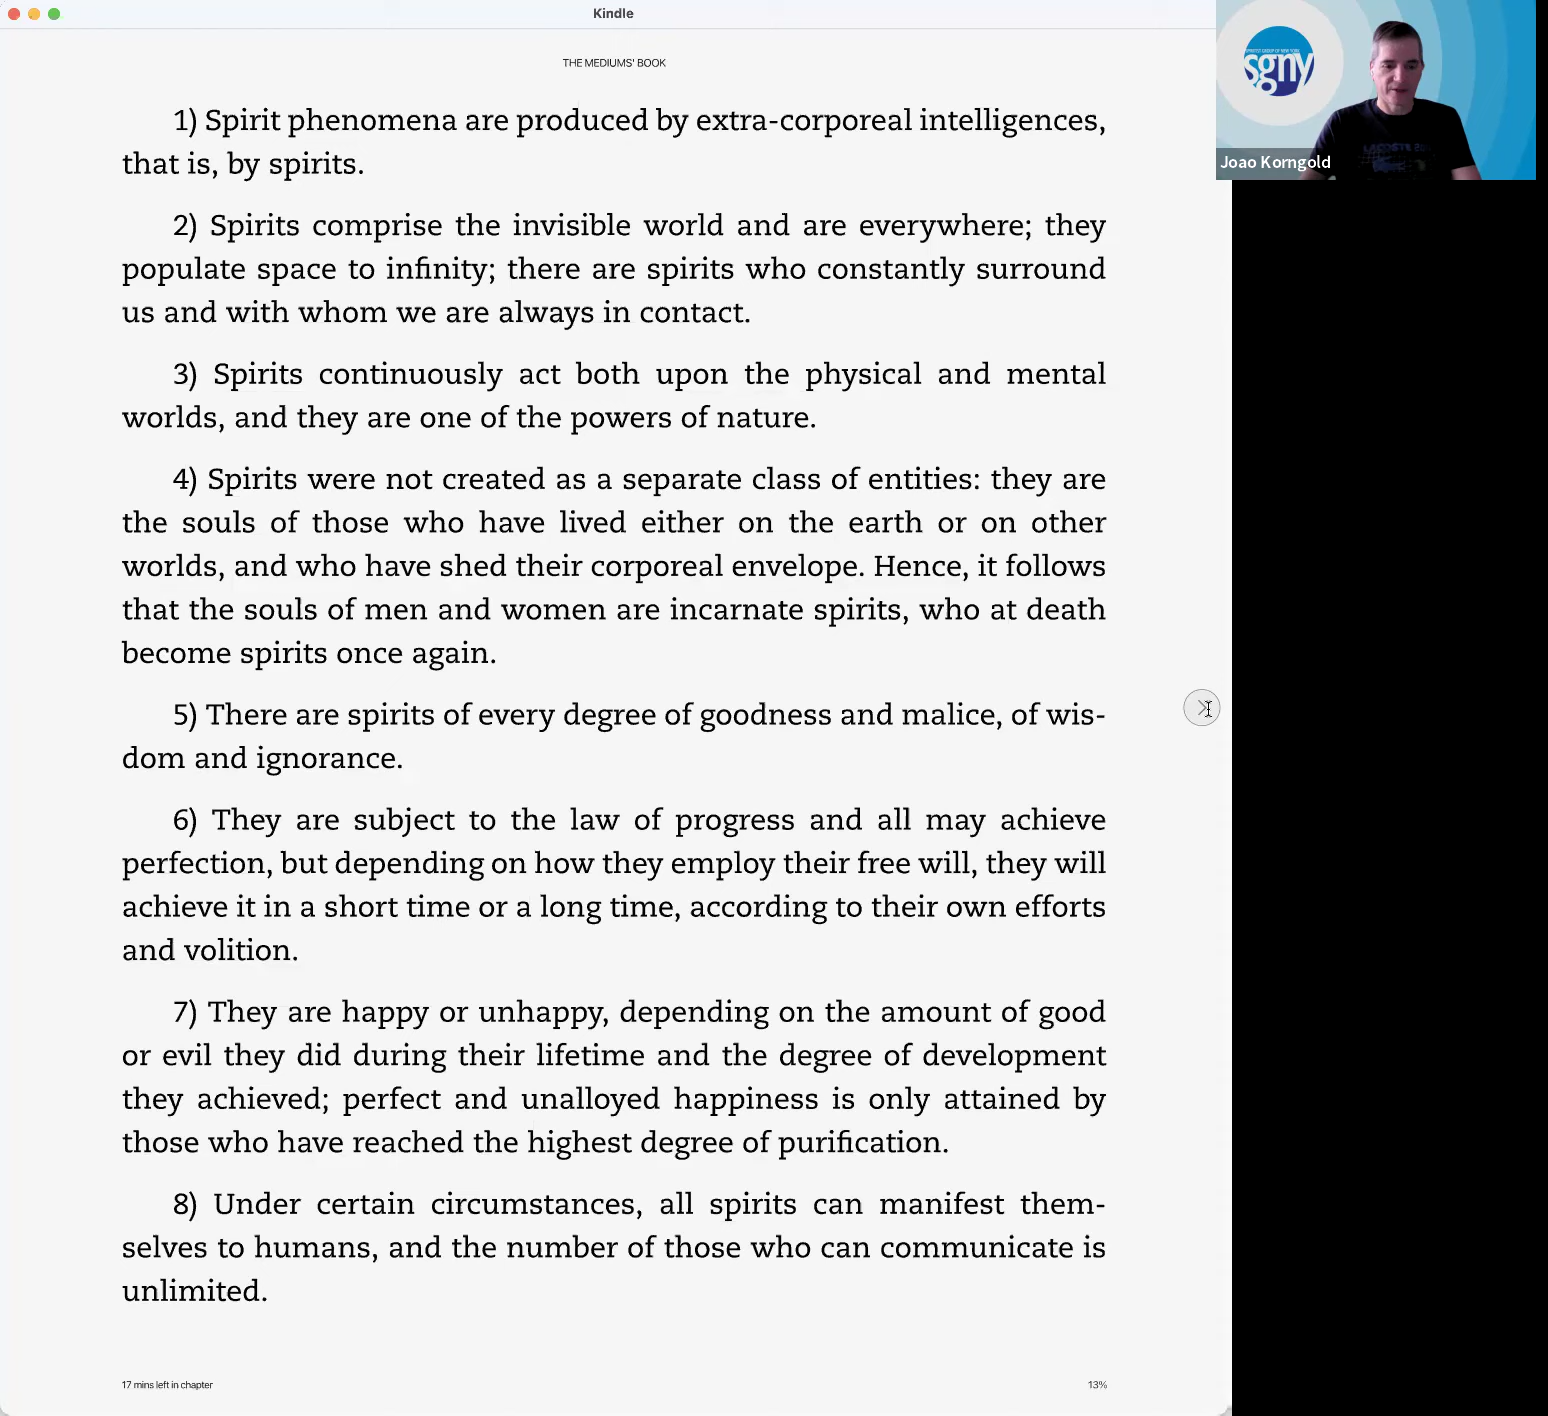 Kindle
THE MEDIUMS' BOOK
1) Spirit phenomena are produced by extra-corporeal intelligences,
that is, by spirits.
2) Spirits comprise the invisible world and are everywhere; they
populate space to infinity; there are spirits who constantly surround
us and with whom we are always in contact.
3) Spirits continuously act both upon the physical and mental
worlds, and they are one of the powers of nature.
4) Spirits were not created as a separate class of entities: they are
the souls of those who have lived either on the earth or on other
worlds, and who have shed their corporeal envelope. Hence, it follows
that the souls of men and women are incarnate spirits, who at death
become spirits once again.
5) There are spirits of every degree of goodness and malice, of wis-
dom and ignorance.
6) They are subject to the law of progress and all may achieve
perfection, but depending on how they employ their free will, they will
achieve it in a short time or a long time, according to their own efforts
and volition.
7) They are happy or unhappy, depending on the amount of good
or evil they did during their lifetime and the degree of development
they achieved; perfect and unalloyed happiness is only attained by
those who have reached the highest degree of purification.
8) Under certain circumstances, all spirits can manifest them-
selves to humans, and the number of those who can communicate is
unlimited.
17 mins left in chapter
13%
SPIRITIST GROUP OF NEW YORK
sgny
LACOSTE
Joao Korngold